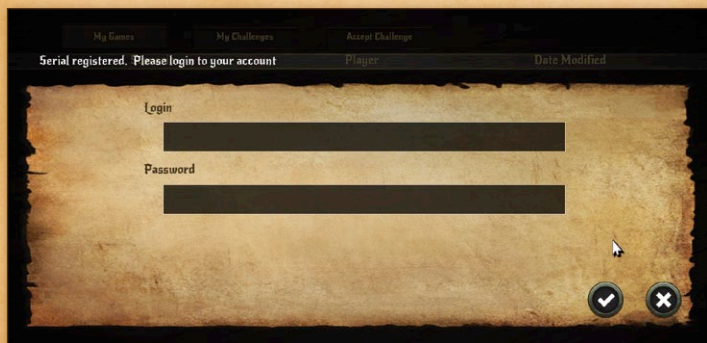 My Games My Challenges Accept Challenge
Serial registered. Please login to your account Player Date Modified
Login
Password